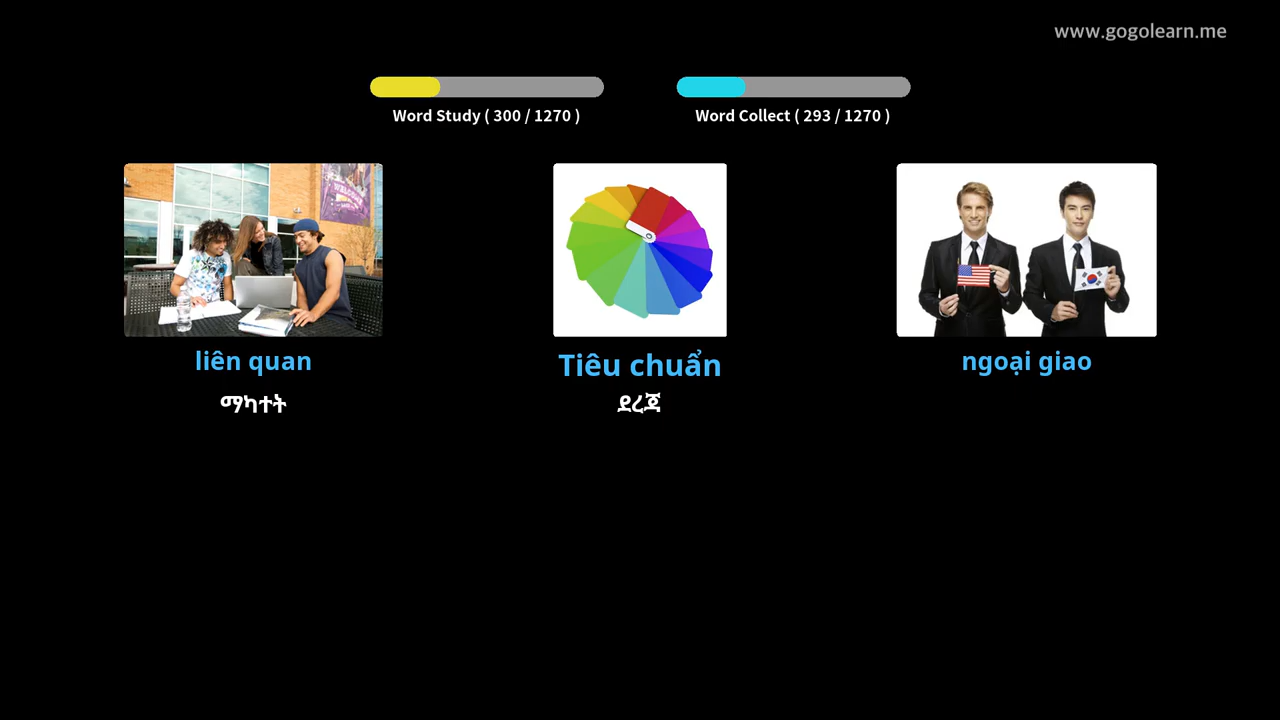 www.gogolearn.me
Word Study ( 300 / 1270 )
Word Collect ( 293 / 1270 )
WELCOME
liên quan
Tiêu chuẩn
ngoại giao
ማካተት
ደረጃ